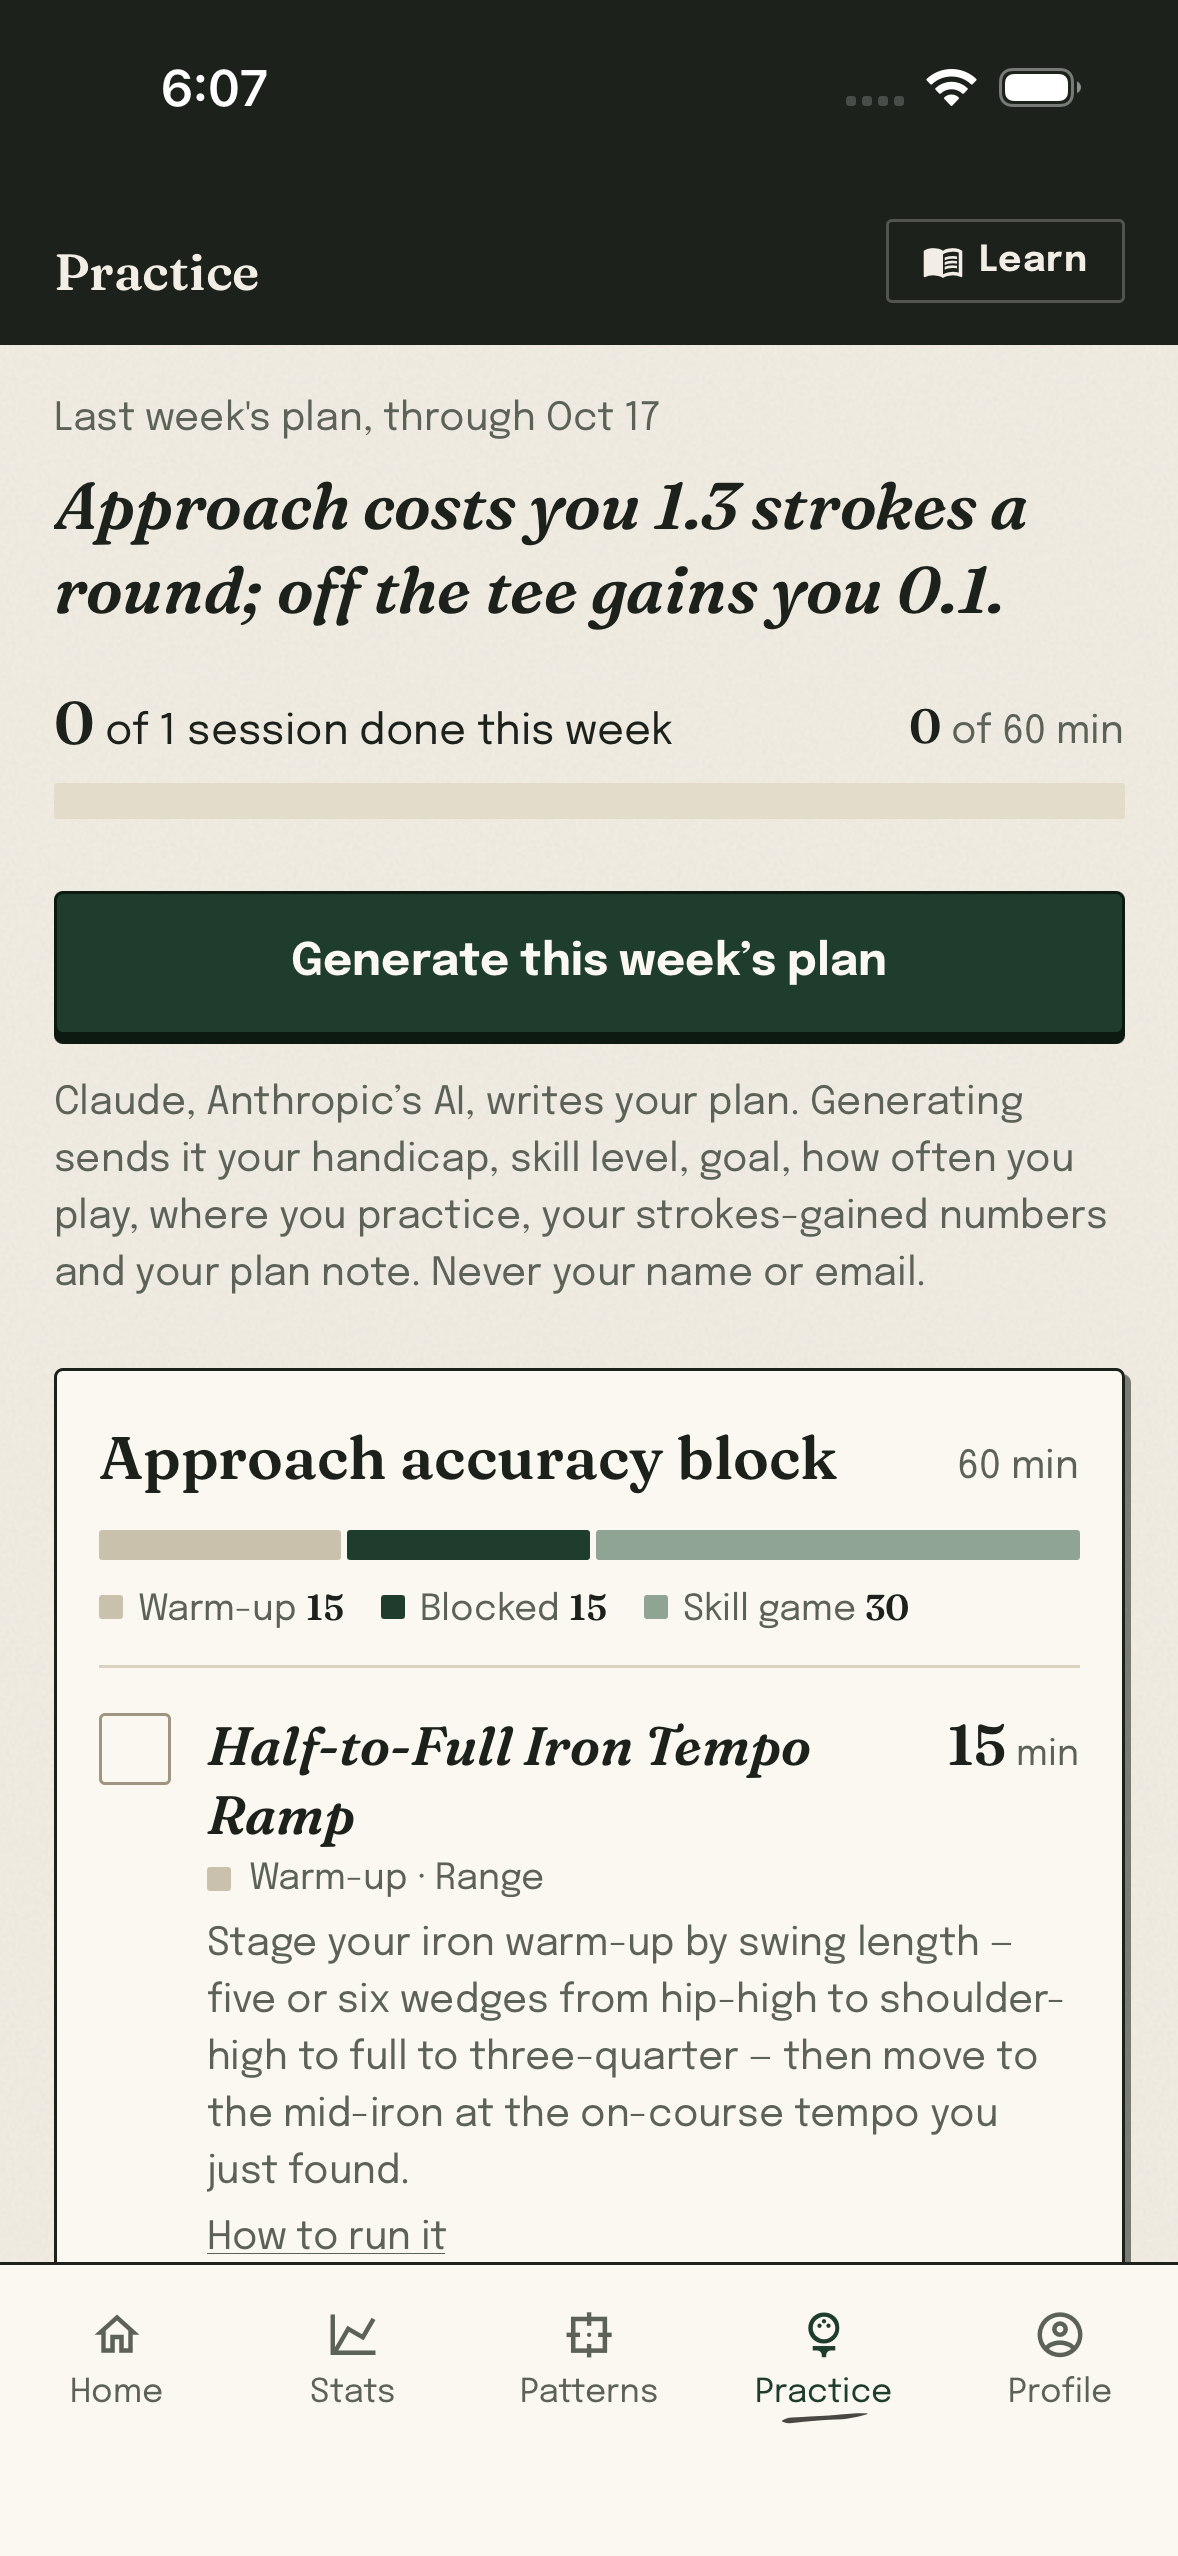 6:07
Practice
Learn
Last week's plan, through Oct 17
Approach costs you 1.3 strokes a
round; off the tee gains you 0.1.
0 of 1 session done this week
0 of 60 min
Generate this week’s plan
Claude, Anthropic’s AI, writes your plan. Generating
sends it your handicap, skill level, goal, how often you
play, where you practice, your strokes-gained numbers
and your plan note. Never your name or email.
Approach accuracy block
60 min
Warm-up 15
Blocked 15
Skill game 30
Half-to-Full Iron Tempo
Ramp
15 min
Warm-up · Range
Stage your iron warm-up by swing length –
five or six wedges from hip-high to shoulder-
high to full to three-quarter – then move to
the mid-iron at the on-course tempo you
just found.
How to run it
Home
Stats
Patterns
Practice
Profile